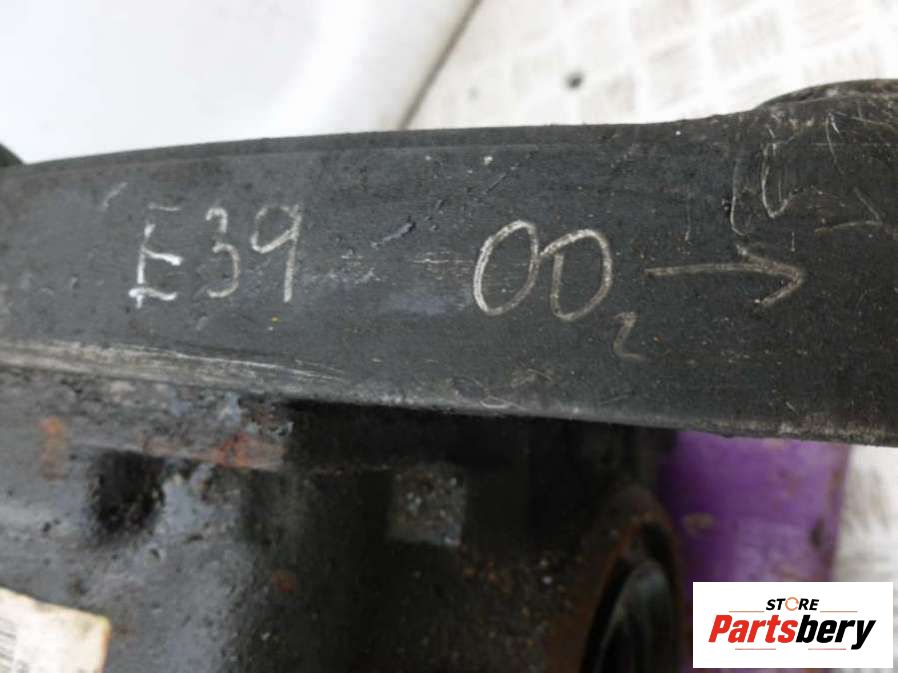 E39 00 →
STORE
Partsbery